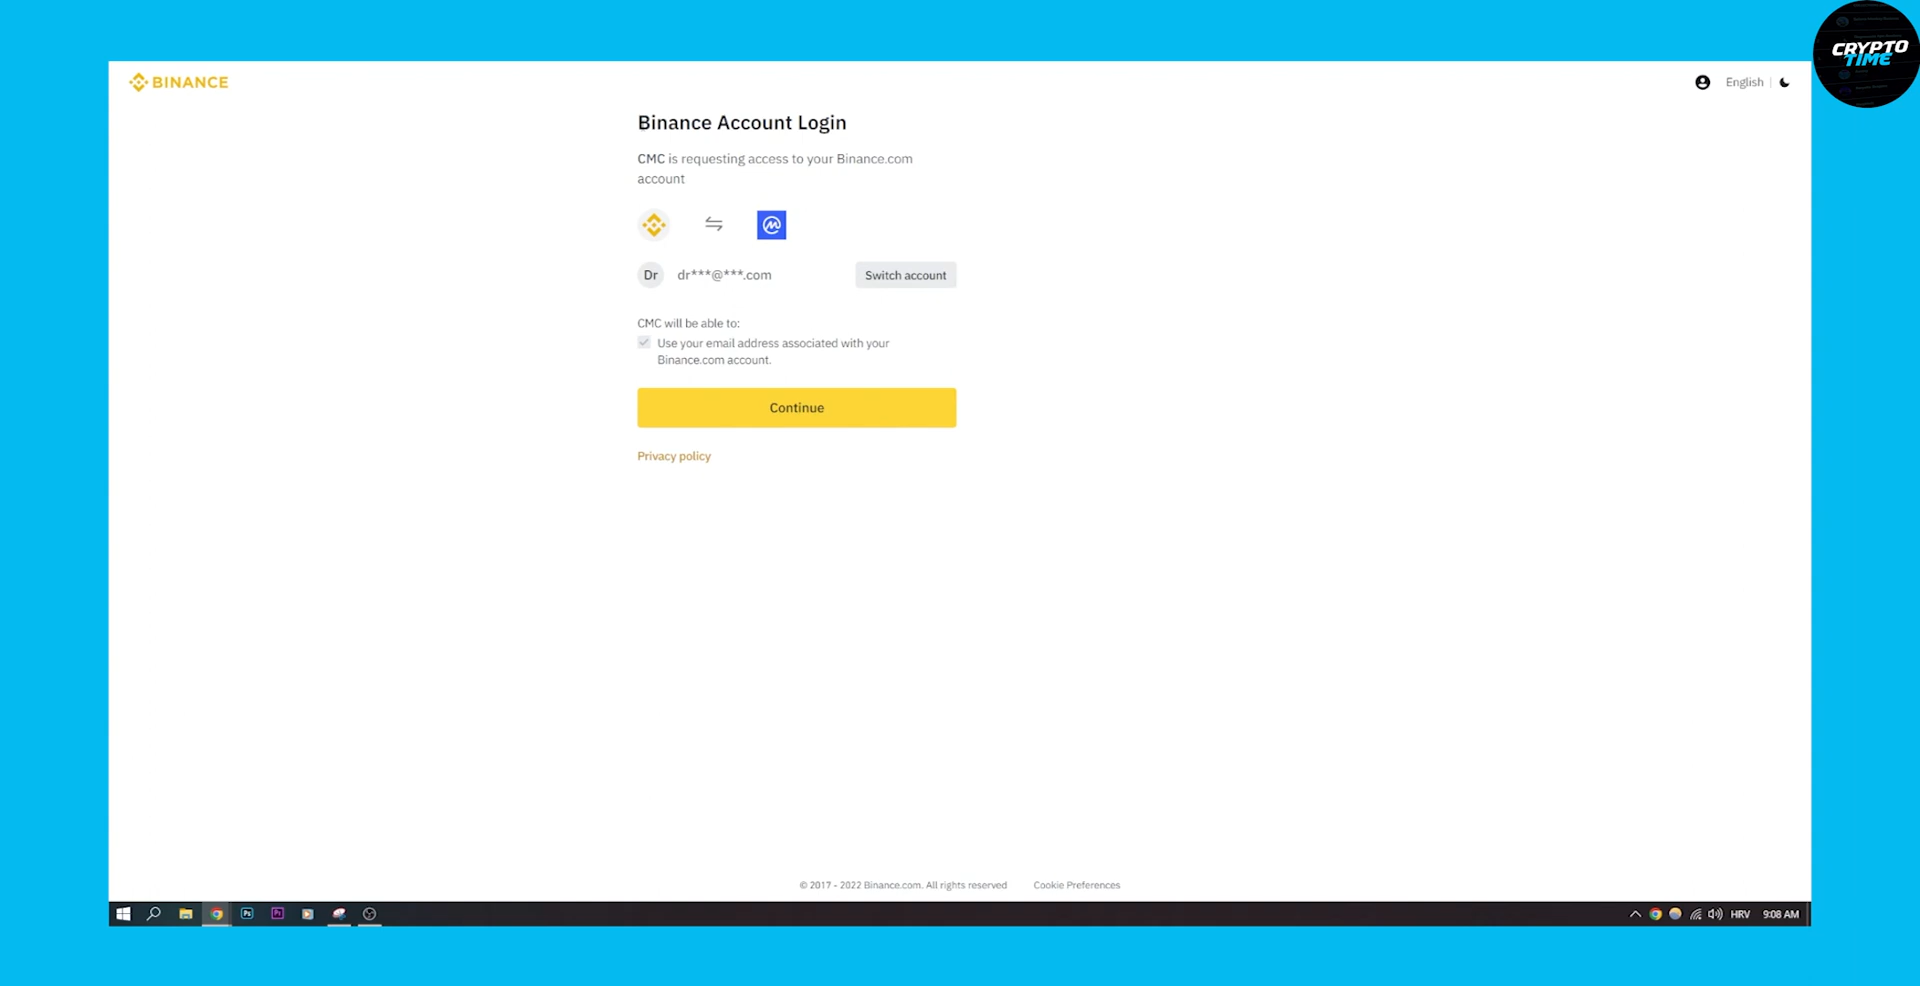 CRYPTO
TIME
BINANCE
English
Binance Account Login
CMC is requesting access to your Binance.com
account
Dr
dr***@***.com
Switch account
CMC will be able to:
Use your email address associated with your
Binance.com account.
Continue
Privacy policy
© 2017 - 2022 Binance.com. All rights reserved
Cookie Preferences
Ps
Pr
HRV
9:08 AM